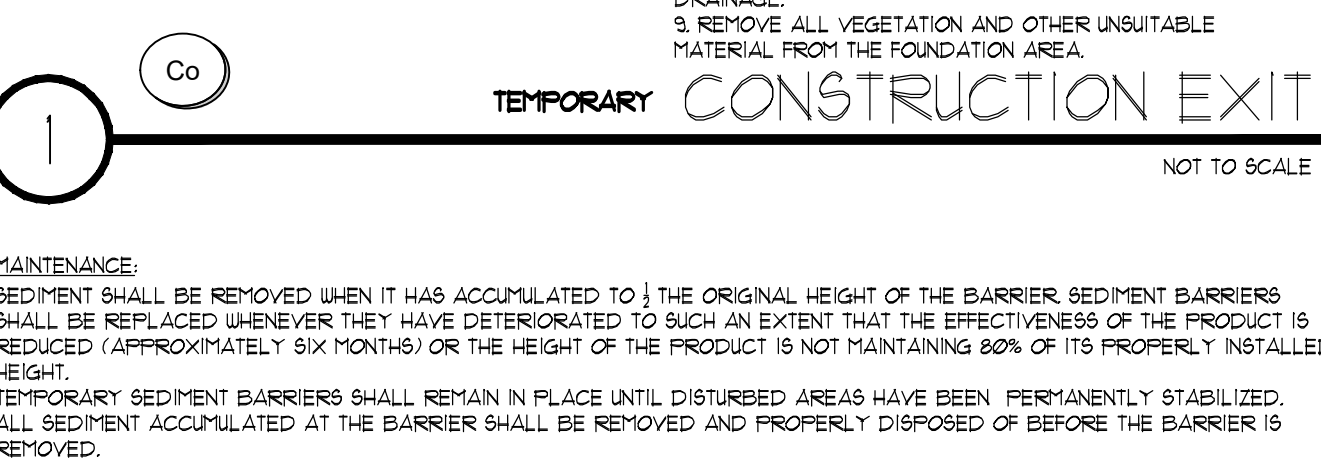 DRAINAGE.
9. REMOVE ALL VEGETATION AND OTHER UNSUITABLE
MATERIAL FROM THE FOUNDATION AREA.
Co
TEMPORARY CONSTRUCTION EXIT
1
NOT TO SCALE
MAINTENANCE:
SEDIMENT SHALL BE REMOVED WHEN IT HAS ACCUMULATED TO ½ THE ORIGINAL HEIGHT OF THE BARRIER. SEDIMENT BARRIERS
SHALL BE REPLACED WHENEVER THEY HAVE DETERIORATED TO SUCH AN EXTENT THAT THE EFFECTIVENESS OF THE PRODUCT IS
REDUCED (APPROXIMATELY SIX MONTHS) OR THE HEIGHT OF THE PRODUCT IS NOT MAINTAINING 80% OF ITS PROPERLY INSTALLED
HEIGHT.
TEMPORARY SEDIMENT BARRIERS SHALL REMAIN IN PLACE UNTIL DISTURBED AREAS HAVE BEEN PERMANENTLY STABILIZED.
ALL SEDIMENT ACCUMULATED AT THE BARRIER SHALL BE REMOVED AND PROPERLY DISPOSED OF BEFORE THE BARRIER IS
REMOVED.